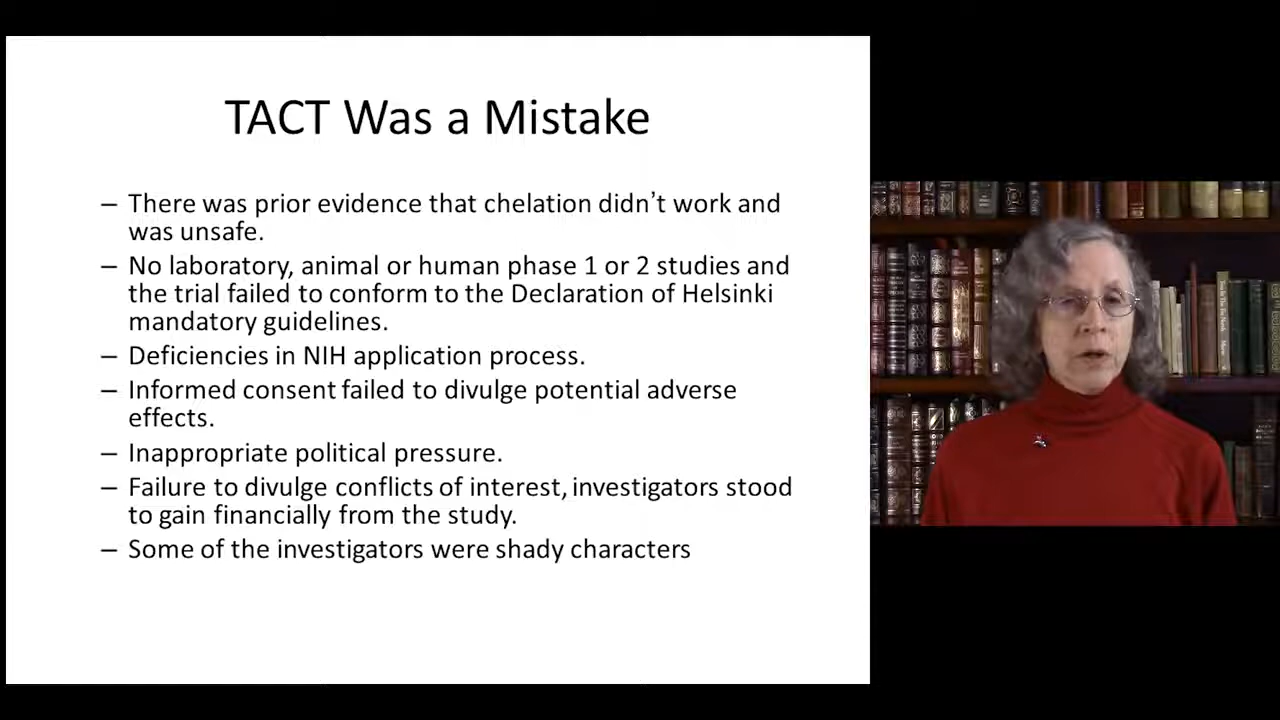 TACT Was a Mistake
– There was prior evidence that chelation didn’t work and
was unsafe.
– No laboratory, animal or human phase 1 or 2 studies and
the trial failed to conform to the Declaration of Helsinki
mandatory guidelines.
– Deficiencies in NIH application process.
– Informed consent failed to divulge potential adverse
effects.
– Inappropriate political pressure.
– Failure to divulge conflicts of interest, investigators stood
to gain financially from the study.
– Some of the investigators were shady characters